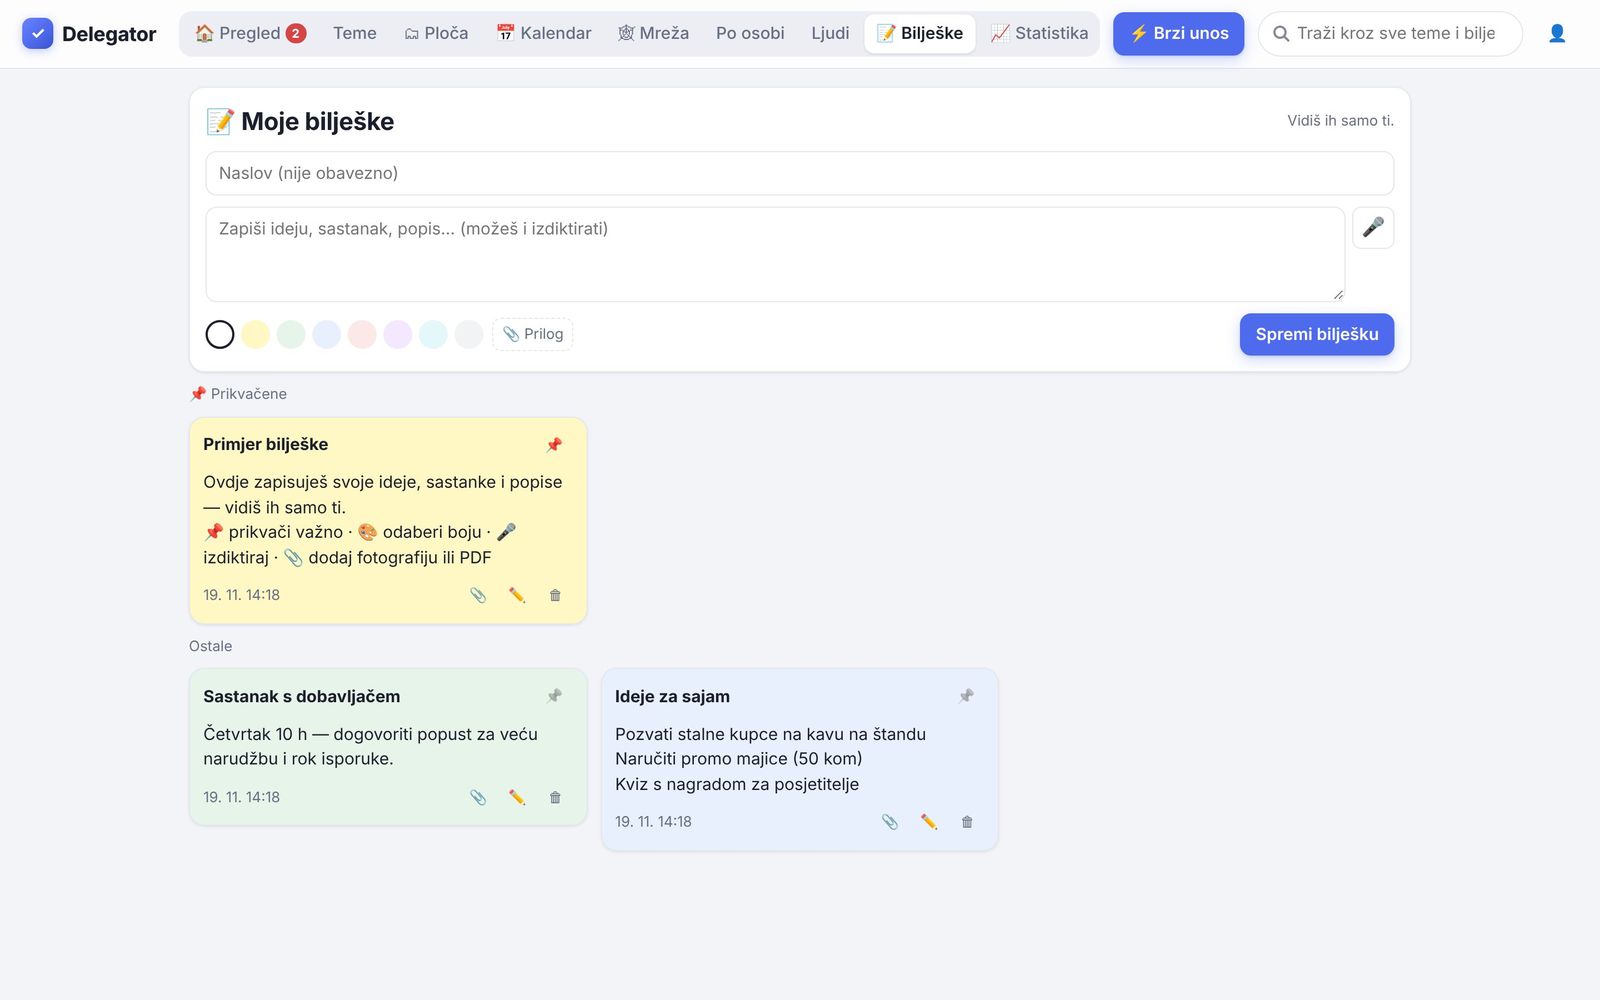 Delegator
🏠 Pregled 2
Teme
🗂 Ploča
📅 Kalendar
🕸 Mreža
Po osobi
Ljudi
📝 Bilješke
📈 Statistika
⚡ Brzi unos
Traži kroz sve teme i bilje
📝 Moje bilješke
Vidiš ih samo ti.
Naslov (nije obavezno)
Zapiši ideju, sastanak, popis... (možeš i izdiktirati)
📎 Prilog
Spremi bilješku
📌 Prikvačene
Primjer bilješke
Ovdje zapisuješ svoje ideje, sastanke i popise
— vidiš ih samo ti.
📌 prikvači važno · 🎨 odaberi boju · 🎤
izdiktiraj · 📎 dodaj fotografiju ili PDF
19. 11. 14:18
Ostale
Sastanak s dobavljačem
Četvrtak 10 h — dogovoriti popust za veću
narudžbu i rok isporuke.
19. 11. 14:18
Ideje za sajam
Pozvati stalne kupce na kavu na štandu
Naručiti promo majice (50 kom)
Kviz s nagradom za posjetitelje
19. 11. 14:18